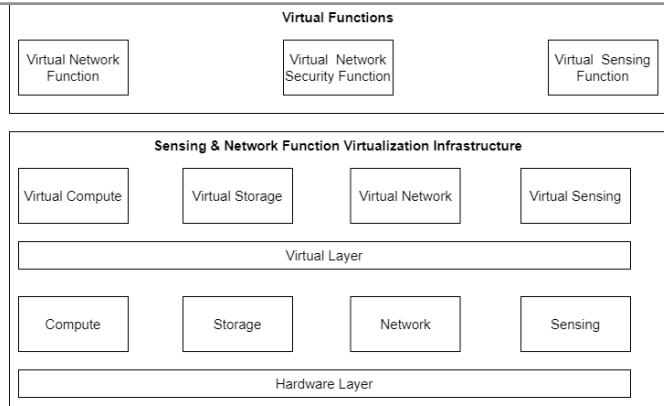 Virtual Functions
Virtual Network
Function
Virtual Network
Security Function
Virtual Sensing
Function
Sensing & Network Function Virtualization Infrastructure
Virtual Compute
Virtual Storage
Virtual Network
Virtual Sensing
Virtual Layer
Compute
Storage
Network
Sensing
Hardware Layer